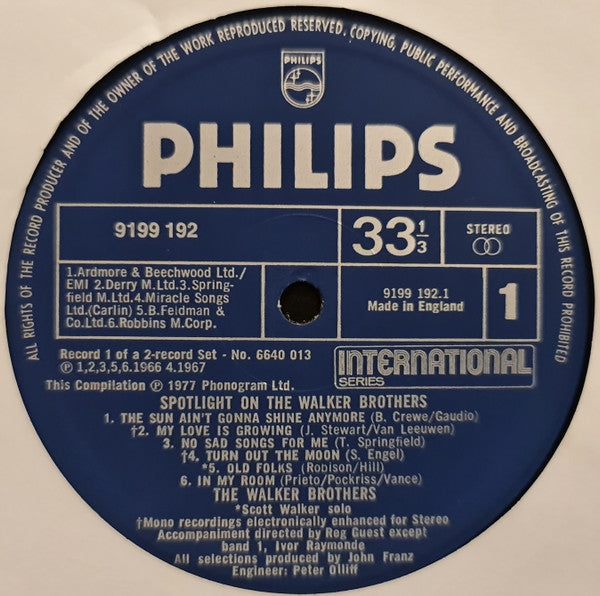 ALL RIGHTS OF THE RECORD PRODUCER AND OF THE OWNER OF THE WORK REPRODUCED RESERVED. COPYING, PUBLIC PERFORMANCE AND BROADCASTING OF THIS RECORD PROHIBITED
PHILIPS
PHILIPS
9199 192
33 1/3
STEREO
1.Ardmore & Beechwood Ltd./
EMI 2.Derry M.Ltd.3.Spring-
field M.Ltd.4.Miracle Songs
Ltd.(Carlin) 5.B.Feldman &
Co.Ltd.6.Robbins M.Corp.
9199 192.1
Made in England
1
Record 1 of a 2-record Set - No. 6640 013
℗ 1,2,3,5,6.1966 4.1967
This Compilation ℗ 1977 Phonogram Ltd.
INTERNATIONAL
SERIES
SPOTLIGHT ON THE WALKER BROTHERS
1. THE SUN AIN'T GONNA SHINE ANYMORE (B. Crewe/Gaudio)
†2. MY LOVE IS GROWING (J. Stewart/Van Leeuwen)
3. NO SAD SONGS FOR ME (T. Springfield)
†4. TURN OUT THE MOON (S. Engel)
*5. OLD FOLKS (Robison/Hill)
6. IN MY ROOM (Prieto/Pockriss/Vance)
THE WALKER BROTHERS
*Scott Walker solo
†Mono recordings electronically enhanced for Stereo
Accompaniment directed by Reg Guest except
band 1, Ivor Raymonde
All selections produced by John Franz
Engineer: Peter Olliff